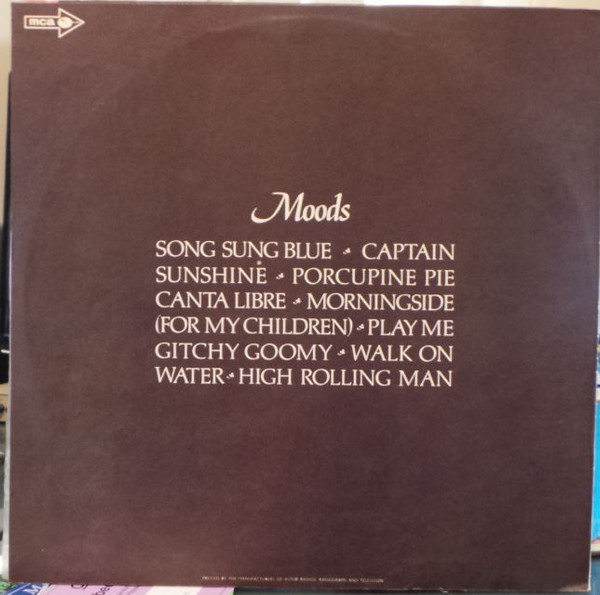 mca
Moods
SONG SUNG BLUE CAPTAIN
SUNSHINE PORCUPINE PIE
CANTA LIBRE MORNINGSIDE
(FOR MY CHILDREN) PLAY ME
GITCHY GOOMY WALK ON
WATER HIGH ROLLING MAN